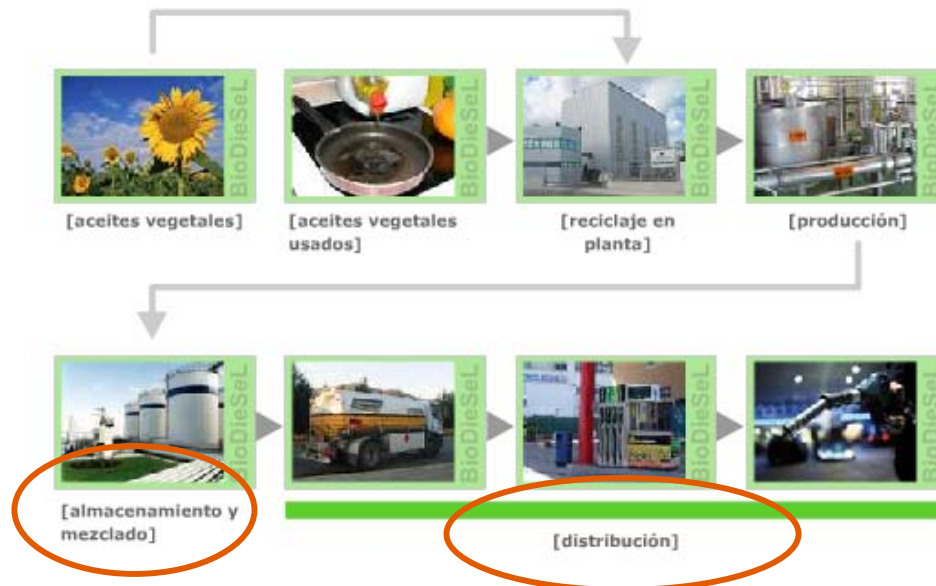 BioDieSeL
BioDieSeL
BioDieSeL
BioDieSeL
[aceites vegetales]
[aceites vegetales
usados]
[reciclaje en
planta]
[producción]
BioDieSeL
BioDieSeL
BioDieSeL
BioDieSeL
[almacenamiento y
mezclado]
[distribución]